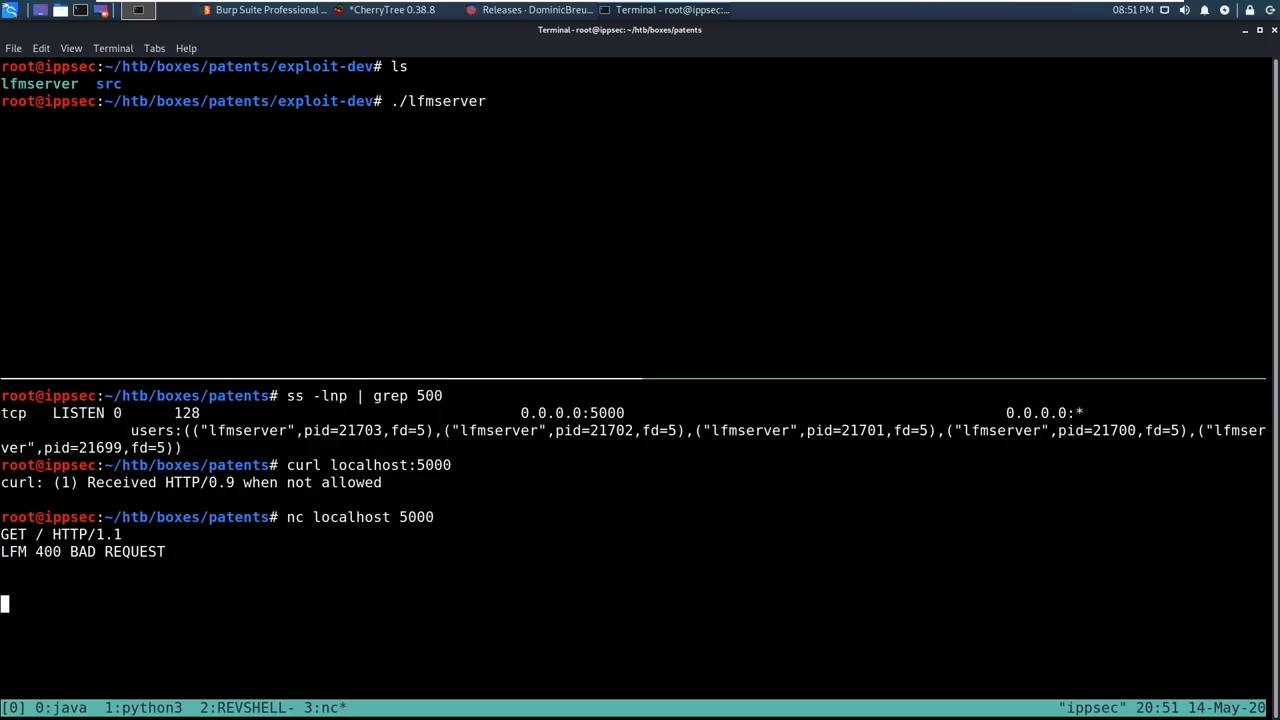 Burp Suite Professional ... *CherryTree 0.38.8 Releases · DominicBreu... Terminal - root@ippsec:... 08:51 PM
Terminal - root@ippsec: ~/htb/boxes/patents
File Edit View Terminal Tabs Help
root@ippsec:~/htb/boxes/patents/exploit-dev# ls
lfmserver src
root@ippsec:~/htb/boxes/patents/exploit-dev# ./lfmserver
root@ippsec:~/htb/boxes/patents# ss -lnp | grep 500
tcp LISTEN 0 128 0.0.0.0:5000 0.0.0.0:*
users:(("lfmserver",pid=21703,fd=5),("lfmserver",pid=21702,fd=5),("lfmserver",pid=21701,fd=5),("lfmserver",pid=21700,fd=5),("lfmser
ver",pid=21699,fd=5))
root@ippsec:~/htb/boxes/patents# curl localhost:5000
curl: (1) Received HTTP/0.9 when not allowed
root@ippsec:~/htb/boxes/patents# nc localhost 5000
GET / HTTP/1.1
LFM 400 BAD REQUEST
[0] 0:java 1:python3 2:REVSHELL- 3:nc* "ippsec" 20:51 14-May-20